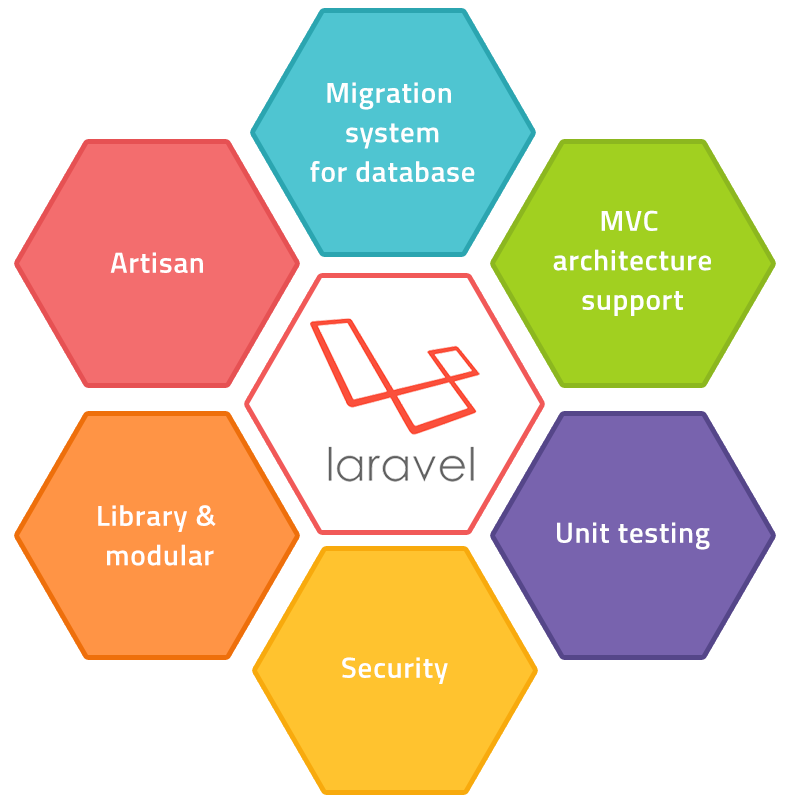 Migration
system
for database
Artisan
MVC
architecture
support
laravel
Library &
modular
Unit testing
Security